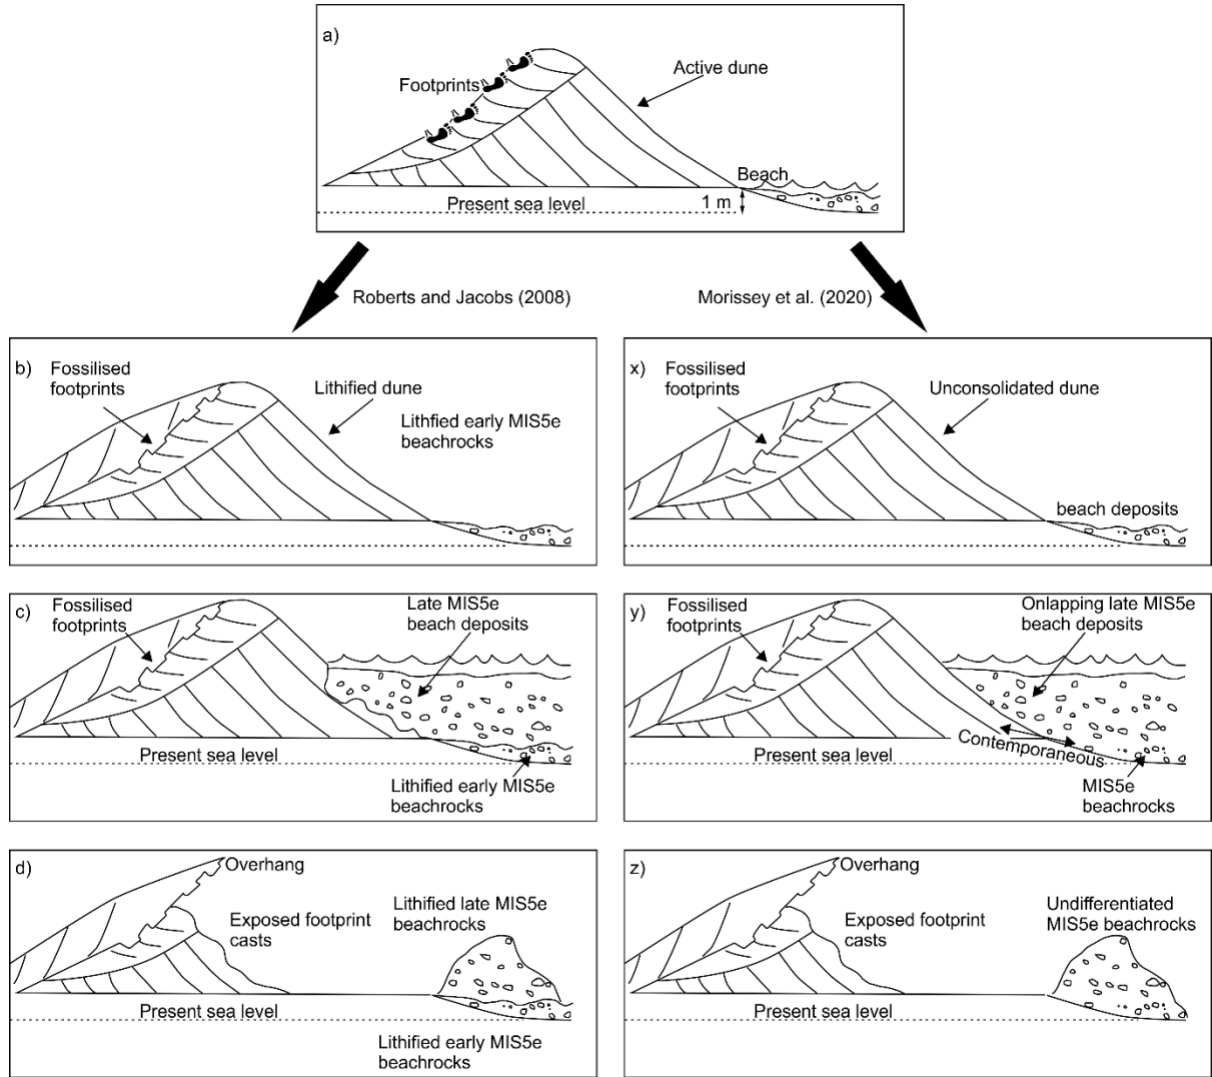 a)
Footprints
Active dune
Beach
Present sea level
1 m
Roberts and Jacobs (2008)
Morissey et al. (2020)
b)
Fossilised
footprints
Lithified dune
Lithfied early MIS5e
beachrocks
x)
Fossilised
footprints
Unconsolidated dune
beach deposits
c)
Fossilised
footprints
Late MIS5e
beach deposits
Present sea level
Lithified early MIS5e
beachrocks
y)
Fossilised
footprints
Onlapping late MIS5e
beach deposits
Present sea level
Contemporaneous
MIS5e
beachrocks
d)
Overhang
Exposed footprint
casts
Lithified late MIS5e
beachrocks
Present sea level
Lithified early MIS5e
beachrocks
z)
Overhang
Exposed footprint
casts
Undifferentiated
MIS5e beachrocks
Present sea level